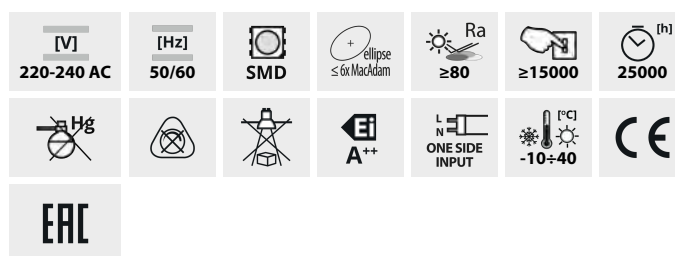 [V]
220-240 AC
[Hz]
50/60
SMD
ellipse
≤ 6x MacAdam
Ra
≥80
≥15000
[h]
25000
Hg
Ei
A++
L
N
ONE SIDE
INPUT
[°C]
-10÷40
CE
EAC